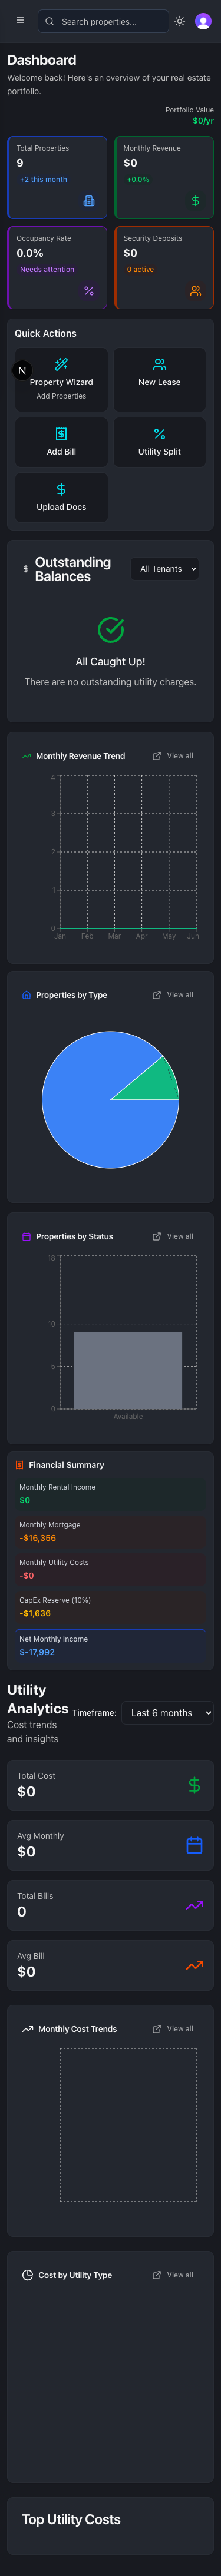 Search properties...
Dashboard
Welcome back! Here's an overview of your real estate
portfolio.
Portfolio Value
$0/yr
Total Properties
9
+2 this month
Monthly Revenue
$0
+0.0%
Occupancy Rate
0.0%
Needs attention
Security Deposits
$0
0 active
Quick Actions
N
Property Wizard
Add Properties
New Lease
Add Bill
Utility Split
Upload Docs
Outstanding
Balances
All Tenants
All Caught Up!
There are no outstanding utility charges.
Monthly Revenue Trend
View all
4
3
2
1
0
Jan Feb Mar Apr May Jun
Properties by Type
View all
Properties by Status
View all
18
10
5
0
Available
Financial Summary
Monthly Rental Income
$0
Monthly Mortgage
-$16,356
Monthly Utility Costs
-$0
CapEx Reserve (10%)
-$1,636
Net Monthly Income
$-17,992
Utility
Analytics
Cost trends
and insights
Timeframe:
Last 6 months
Total Cost
$0
Avg Monthly
$0
Total Bills
0
Avg Bill
$0
Monthly Cost Trends
View all
Cost by Utility Type
View all
Top Utility Costs